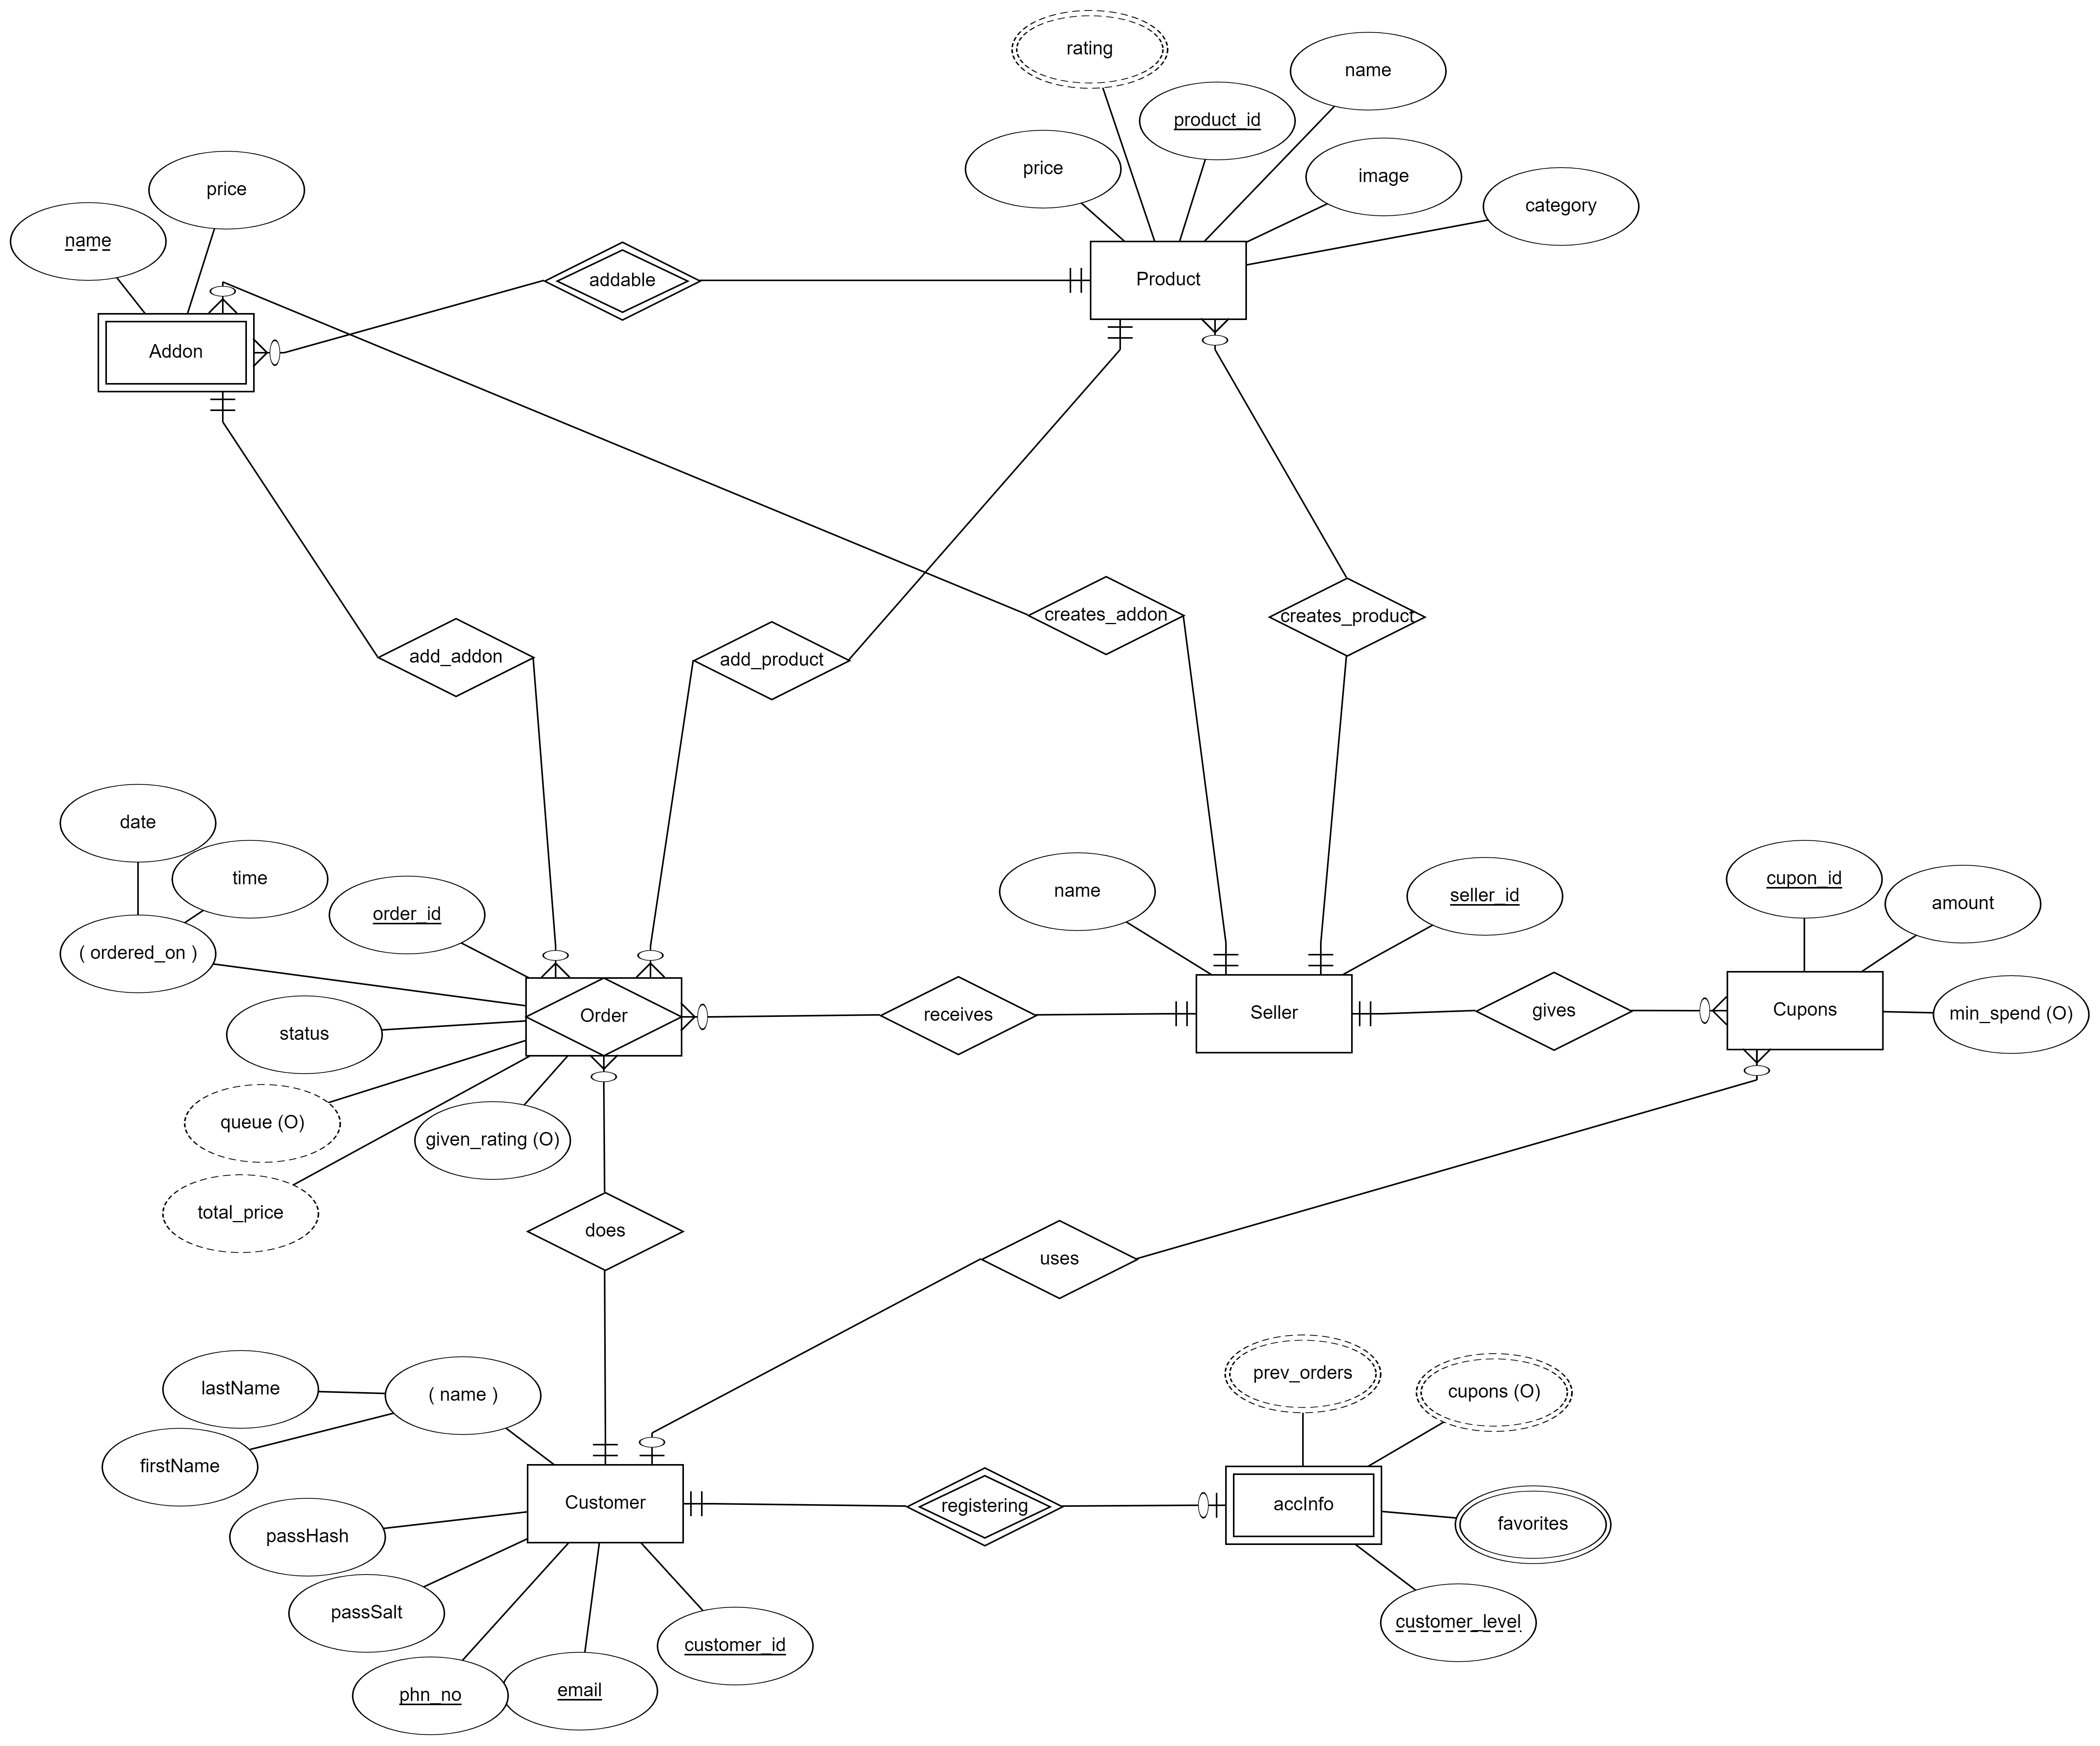 rating
name
product_id
price
image
category
price
name
addable
Product
Addon
creates_addon
creates_product
add_addon
add_product
date
time
order_id
( ordered_on )
name
seller_id
cupon_id
amount
status
Order
receives
Seller
gives
Cupons
min_spend (O)
queue (O)
given_rating (O)
total_price
does
uses
prev_orders
cupons (O)
lastName
( name )
firstName
Customer
registering
accInfo
favorites
passHash
passSalt
customer_level
customer_id
phn_no
email